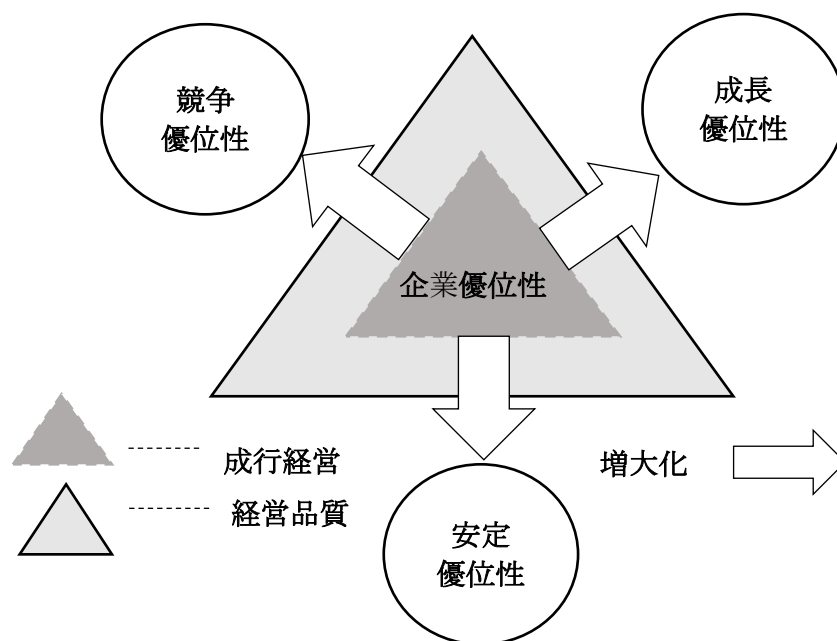 競争
優位性
成長
優位性
企業優位性
成行経営
増大化
経営品質
安定
優位性